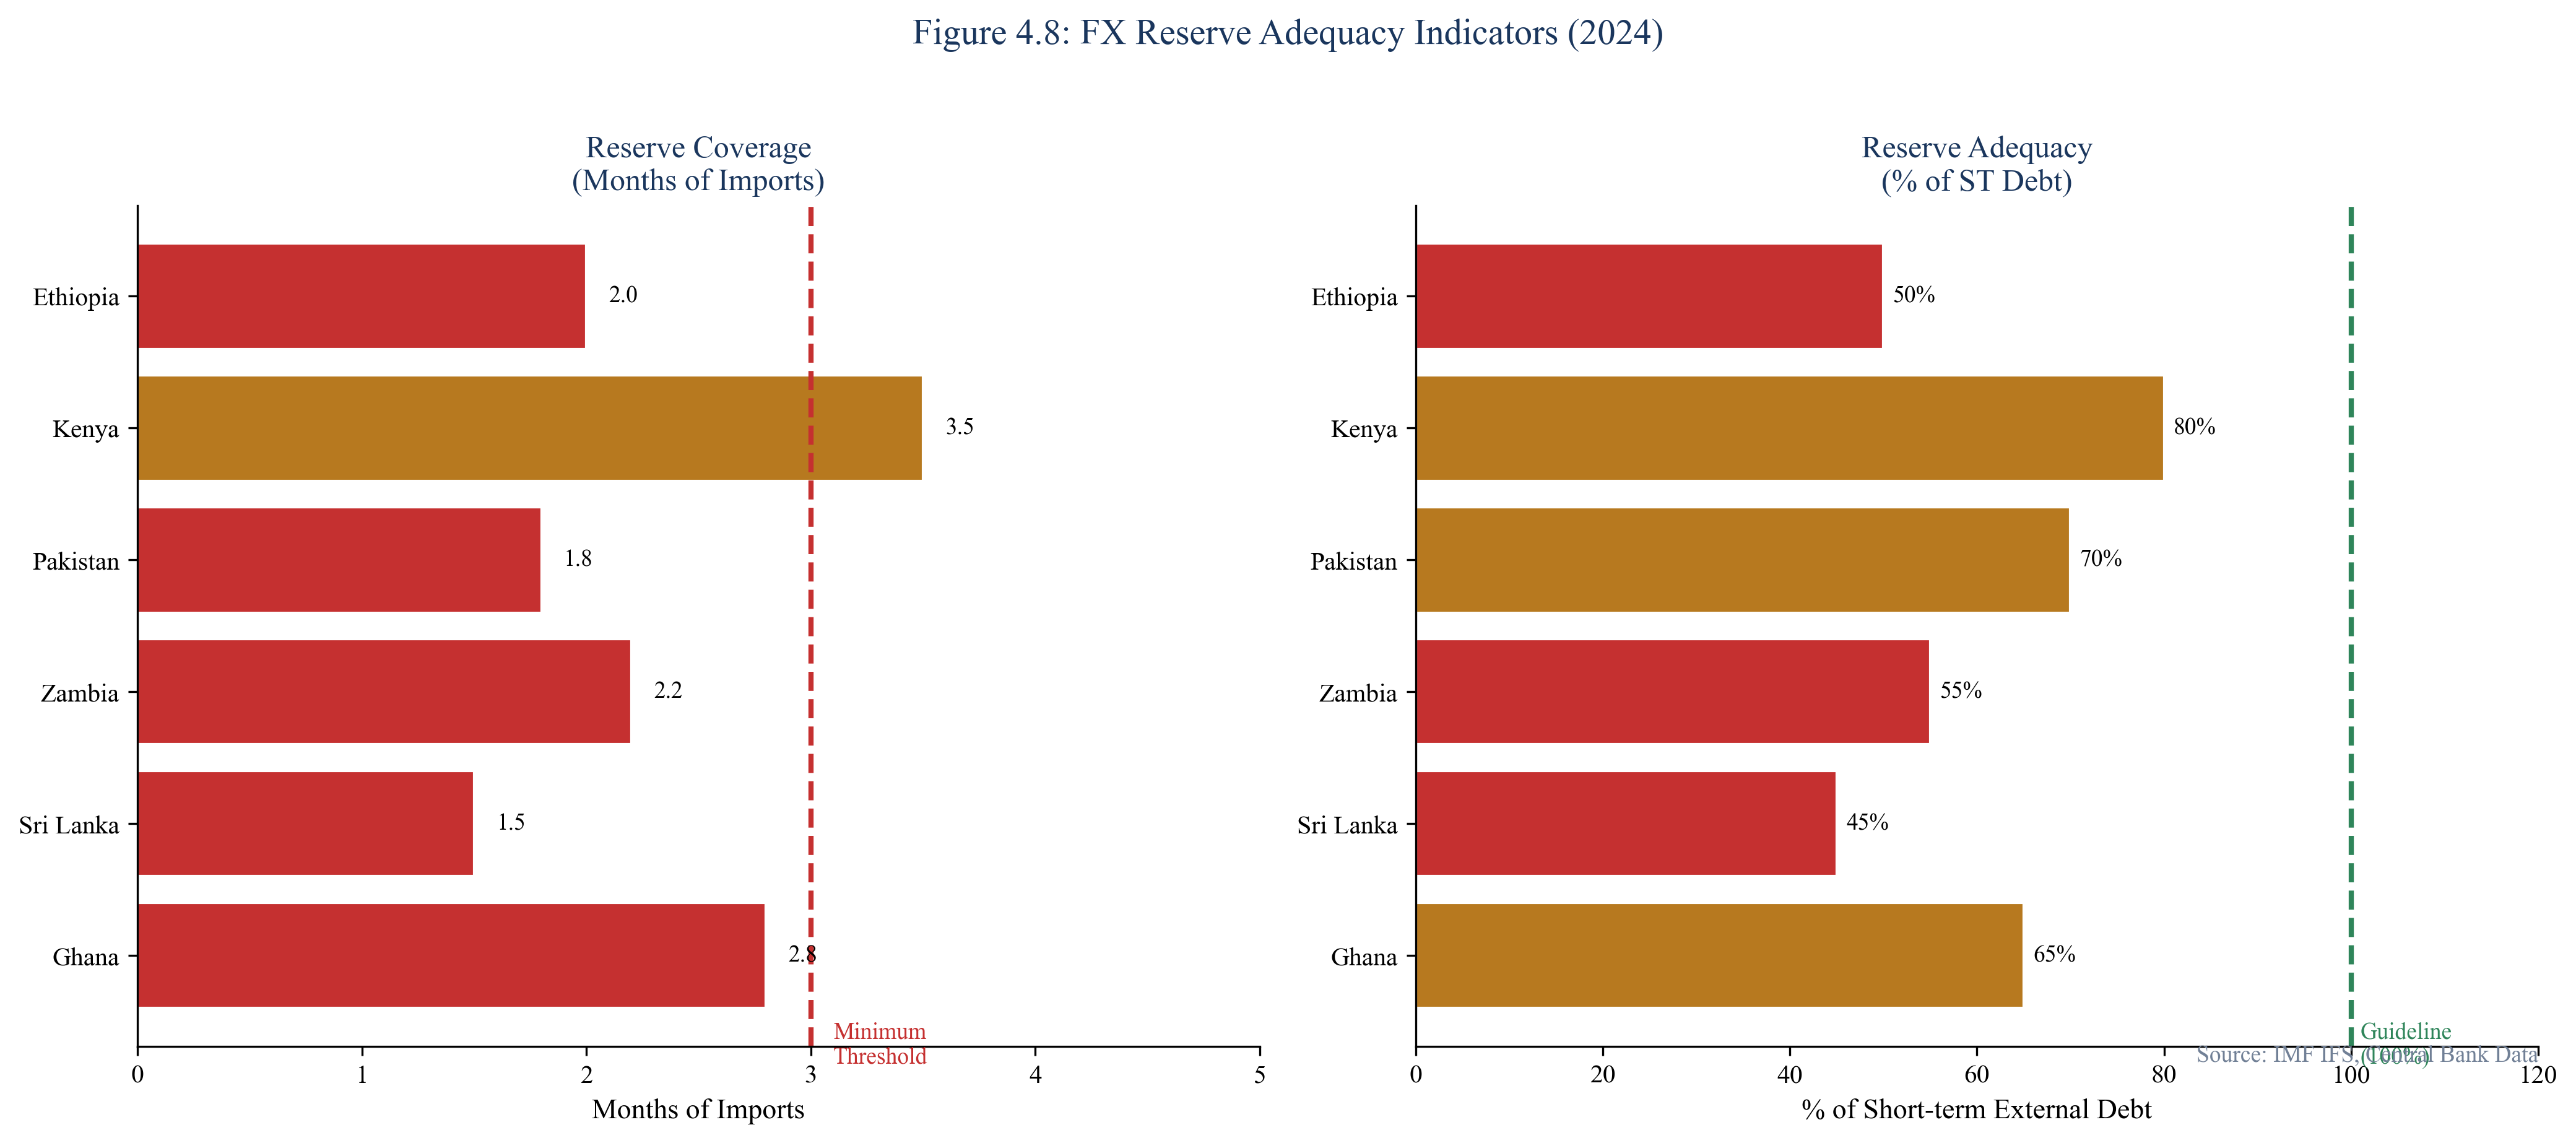 Figure 4.8: FX Reserve Adequacy Indicators (2024)
Reserve Coverage
(Months of Imports)
Ethiopia
2.0
Kenya
3.5
Pakistan
1.8
Zambia
2.2
Sri Lanka
1.5
Ghana
2.8
Minimum
Threshold
0 1 2 3 4 5
Months of Imports
Reserve Adequacy
(% of ST Debt)
Ethiopia
50%
Kenya
80%
Pakistan
70%
Zambia
55%
Sri Lanka
45%
Ghana
65%
Guideline
(100%)
Source: IMF IFS, Central Bank Data
0 20 40 60 80 100 120
% of Short-term External Debt